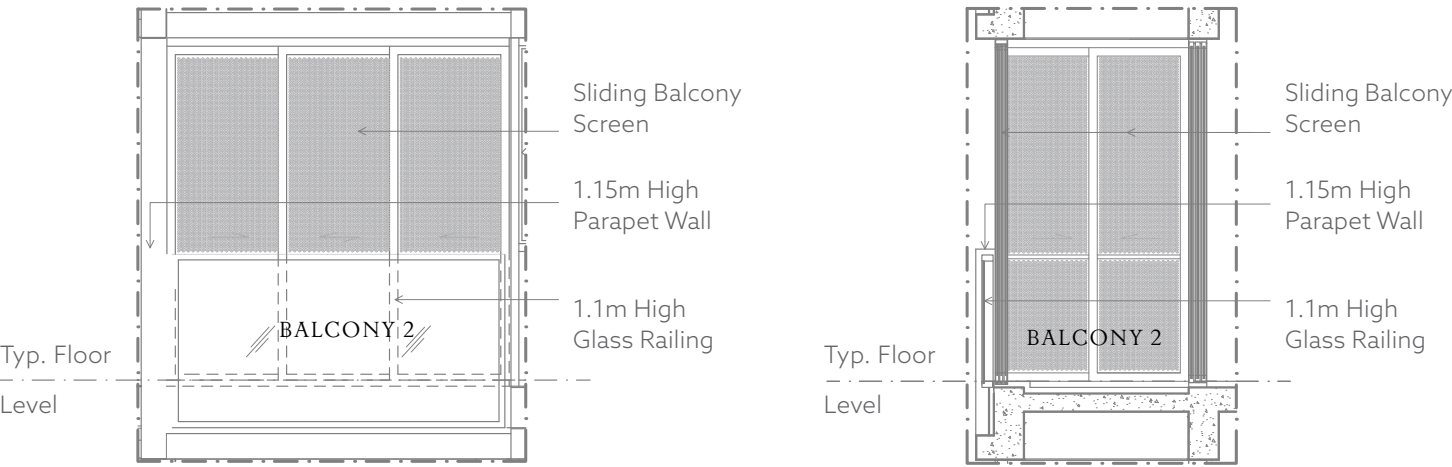 Sliding Balcony
Screen
1.15m High
Parapet Wall
1.1m High
Glass Railing
BALCONY 2
Typ. Floor
Level
Sliding Balcony
Screen
1.15m High
Parapet Wall
1.1m High
Glass Railing
BALCONY 2
Typ. Floor
Level